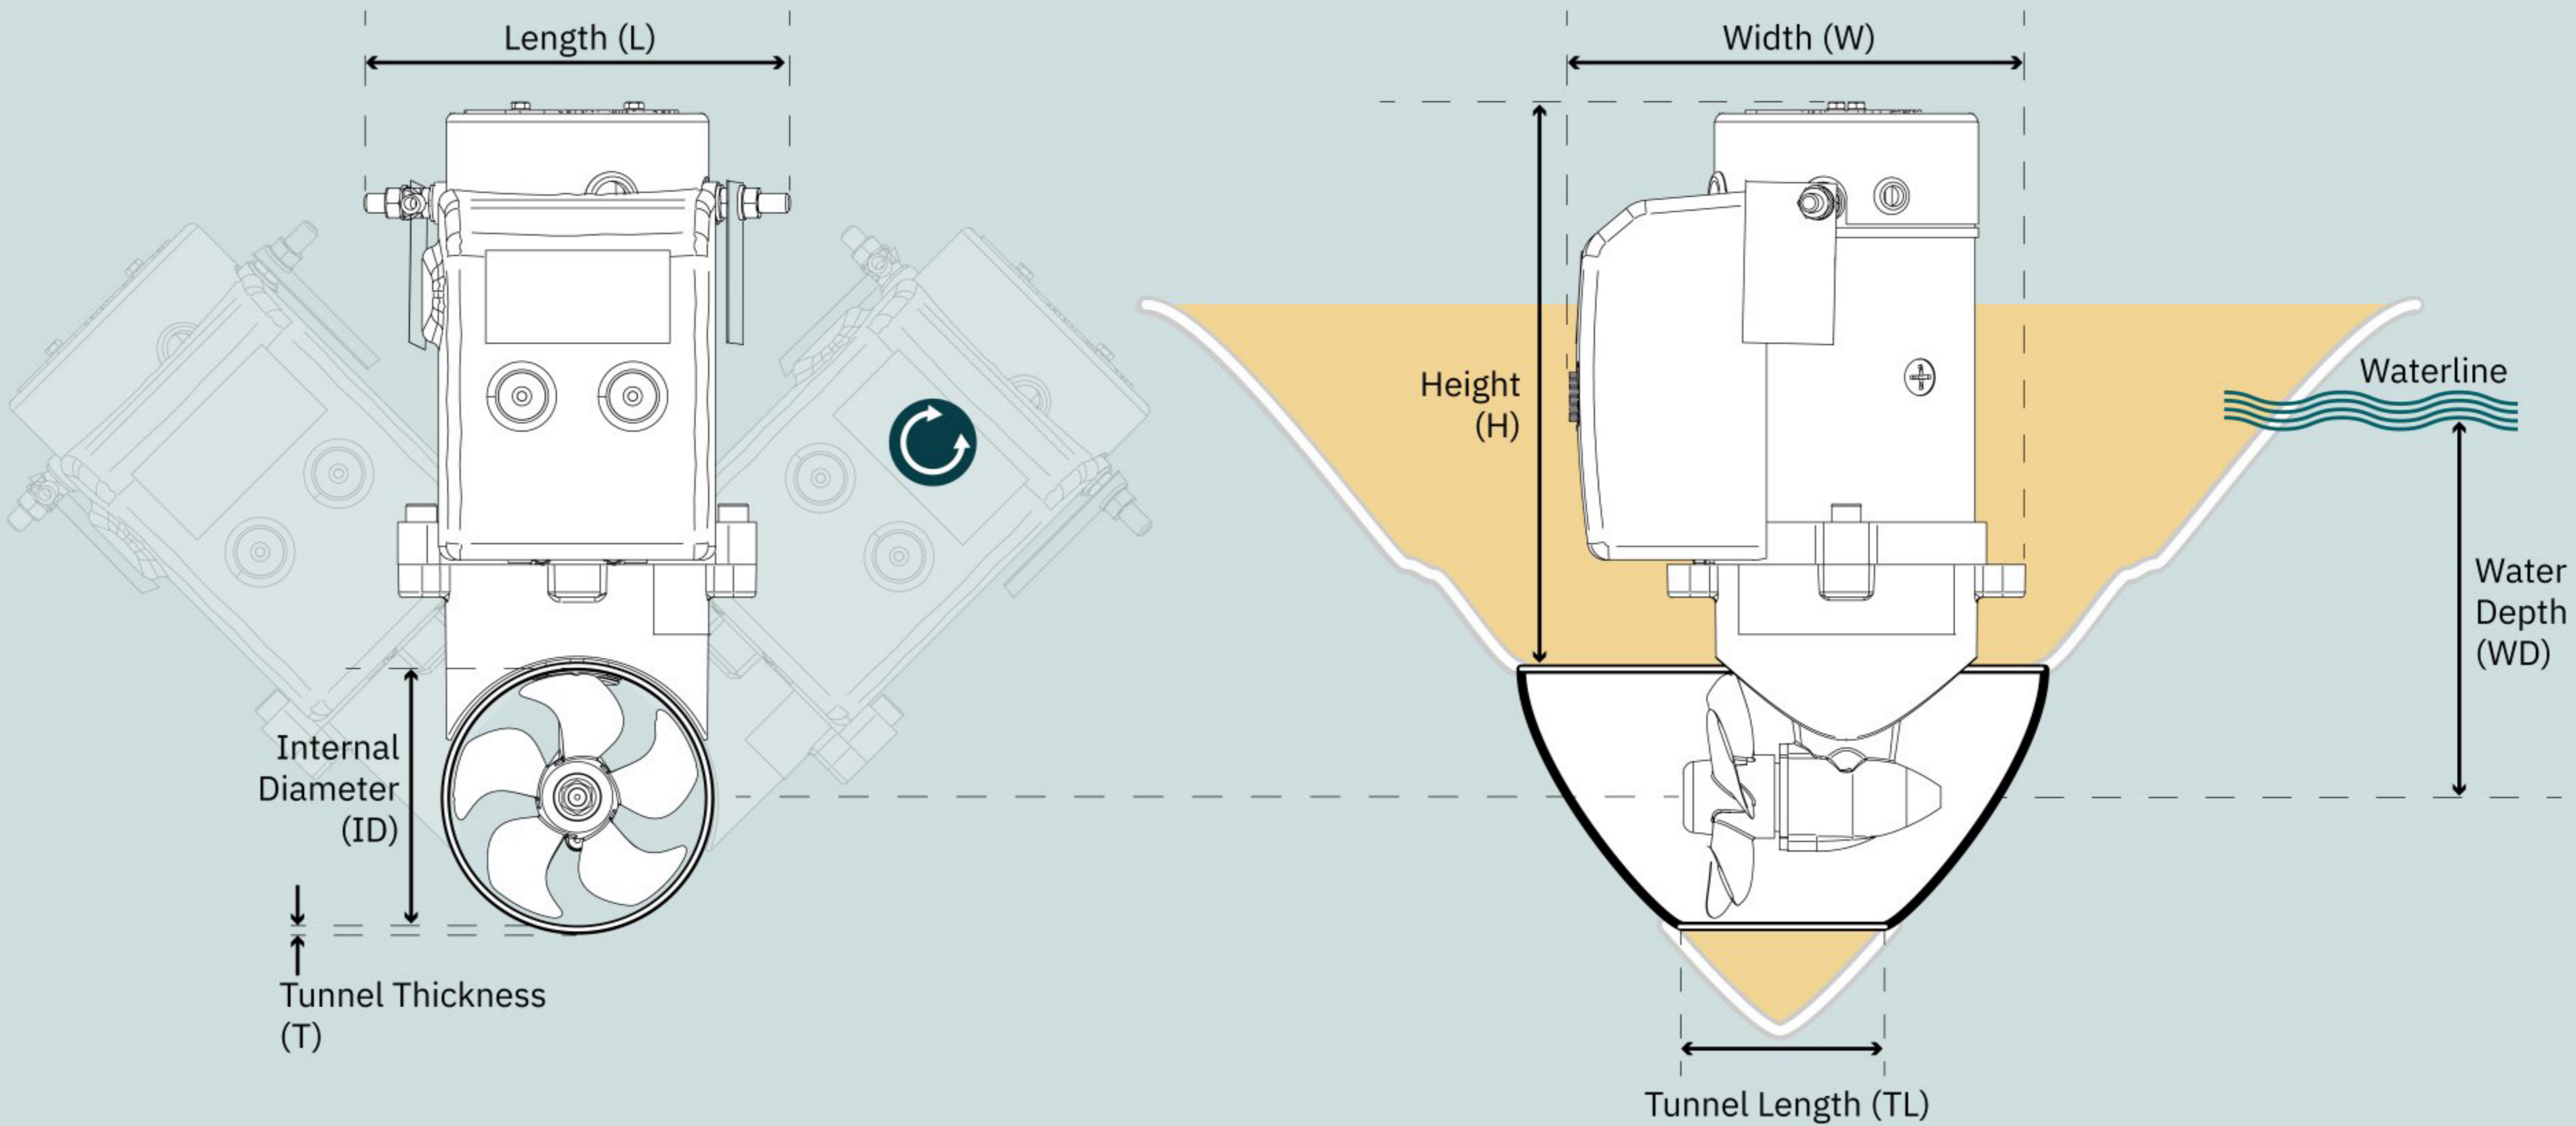 Length (L)
Width (W)
Height
(H)
Waterline
Water
Depth
(WD)
Internal
Diameter
(ID)
Tunnel Thickness
(T)
Tunnel Length (TL)